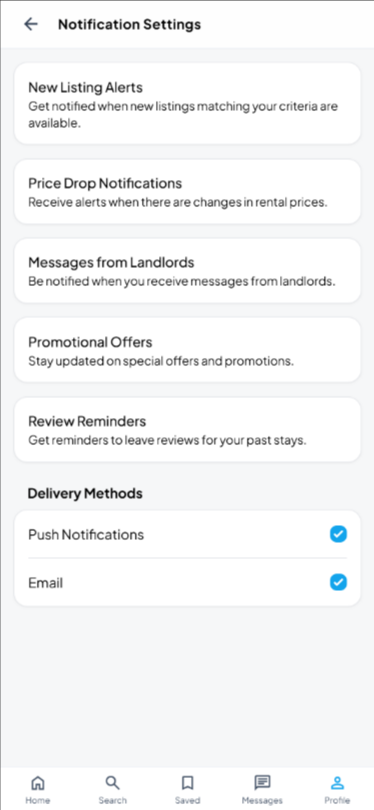 Notification Settings
New Listing Alerts
Get notified when new listings matching your criteria are
available.
Price Drop Notifications
Receive alerts when there are changes in rental prices.
Messages from Landlords
Be notified when you receive messages from landlords.
Promotional Offers
Stay updated on special offers and promotions.
Review Reminders
Get reminders to leave reviews for your past stays.
Delivery Methods
Push Notifications
Email
Home Search Saved Messages Profile